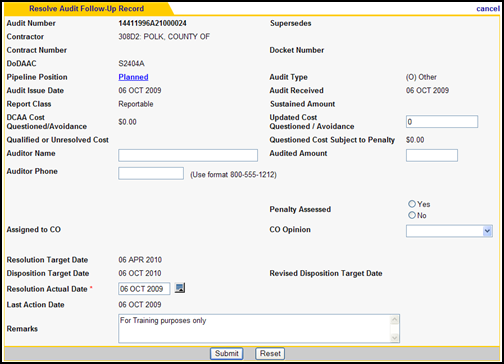 Resolve Audit Follow-Up Record cancel
Audit Number 14411996A21000024 Supersedes
Contractor 308D2: POLK, COUNTY OF
Contract Number Docket Number
DoDAAC S2404A
Pipeline Position Planned Audit Type (O) Other
Audit Issue Date 06 OCT 2009 Audit Received 06 OCT 2009
Report Class Reportable Sustained Amount
DCAA Cost Questioned/Avoidance $0.00 Updated Cost Questioned / Avoidance 0
Qualified or Unresolved Cost Questioned Cost Subject to Penalty $0.00
Auditor Name Audited Amount
Auditor Phone (Use format 800-555-1212)
Penalty Assessed Yes
No
Assigned to CO CO Opinion
Resolution Target Date 06 APR 2010
Disposition Target Date 06 OCT 2010 Revised Disposition Target Date
Resolution Actual Date * 06 OCT 2009
Last Action Date 06 OCT 2009
Remarks For Training purposes only
Submit Reset